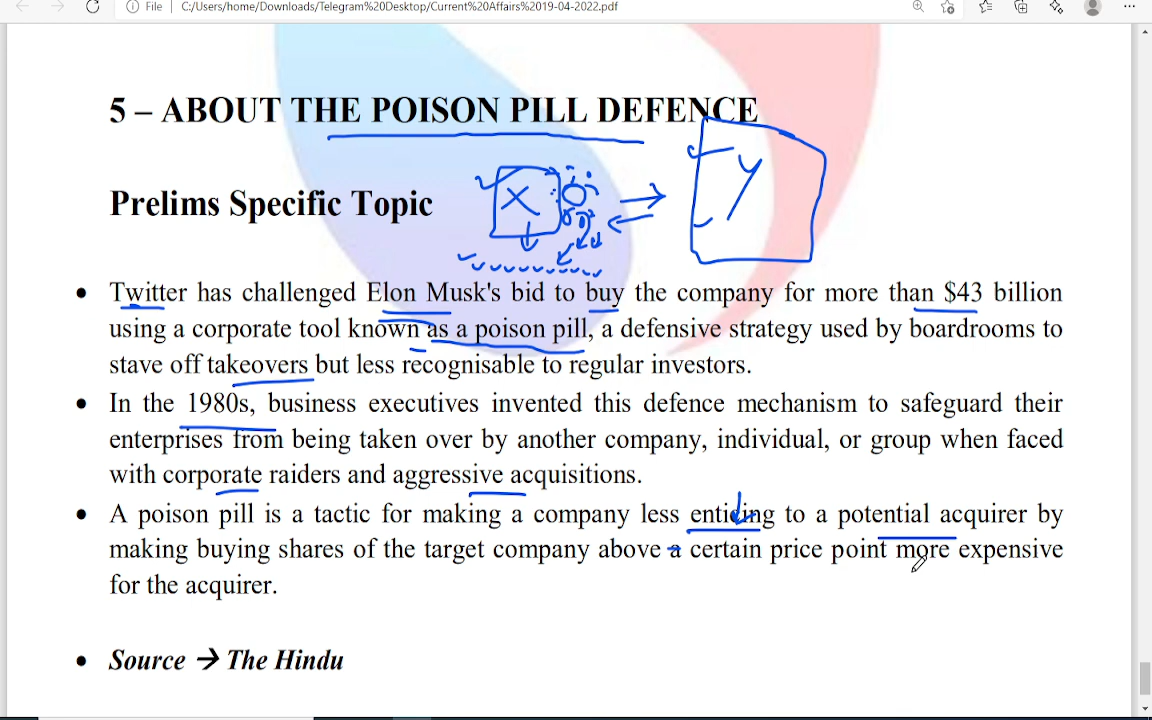 File | C:/Users/home/Downloads/Telegram%20Desktop/Current%20Affairs%2019-04-2022.pdf
5 – ABOUT THE POISON PILL DEFENCE
Prelims Specific Topic
X
Y
• Twitter has challenged Elon Musk's bid to buy the company for more than $43 billion
using a corporate tool known as a poison pill, a defensive strategy used by boardrooms to
stave off takeovers but less recognisable to regular investors.
• In the 1980s, business executives invented this defence mechanism to safeguard their
enterprises from being taken over by another company, individual, or group when faced
with corporate raiders and aggressive acquisitions.
• A poison pill is a tactic for making a company less enticing to a potential acquirer by
making buying shares of the target company above a certain price point more expensive
for the acquirer.
• Source → The Hindu